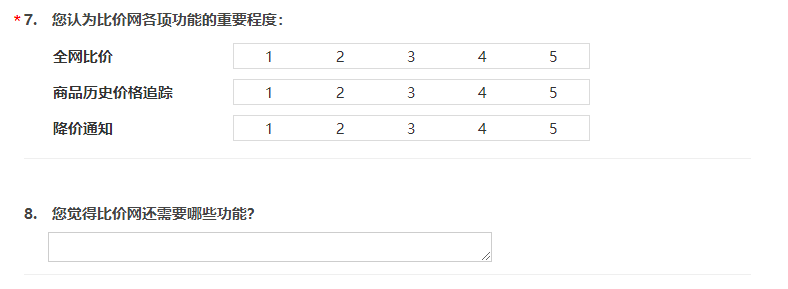 *7. 您认为比价网各项功能的重要程度：
全网比价 1 2 3 4 5
商品历史价格追踪 1 2 3 4 5
降价通知 1 2 3 4 5
8. 您觉得比价网还需要哪些功能?